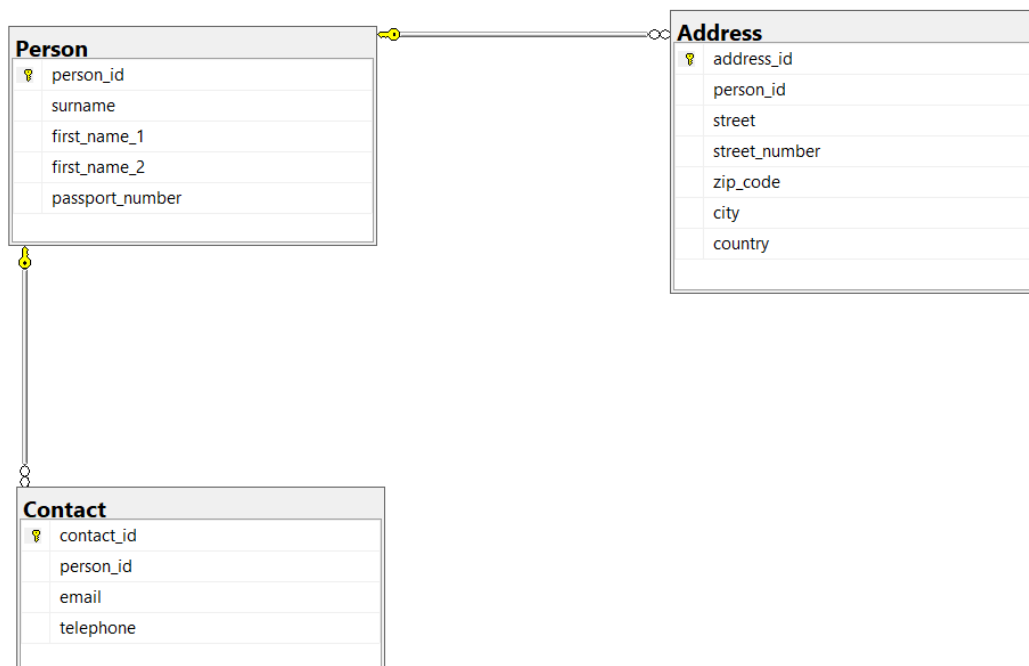 Person
person_id
surname
first_name_1
first_name_2
passport_number
Address
address_id
person_id
street
street_number
zip_code
city
country
Contact
contact_id
person_id
email
telephone